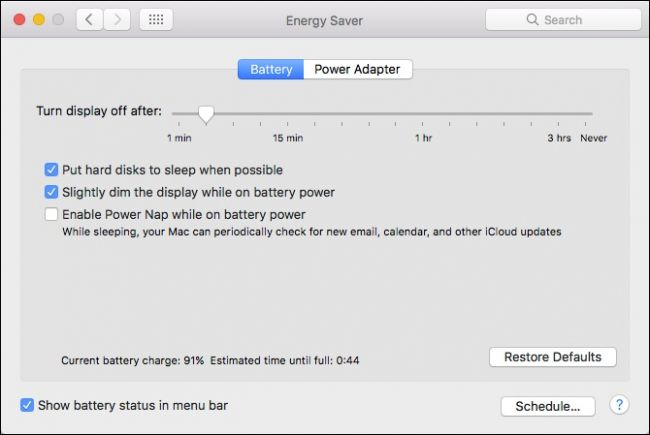 Energy Saver
Search
Battery Power Adapter
Turn display off after:
1 min 15 min 1 hr 3 hrs Never
Put hard disks to sleep when possible
Slightly dim the display while on battery power
Enable Power Nap while on battery power
While sleeping, your Mac can periodically check for new email, calendar, and other iCloud updates
Current battery charge: 91% Estimated time until full: 0:44
Restore Defaults
Show battery status in menu bar
Schedule...
?